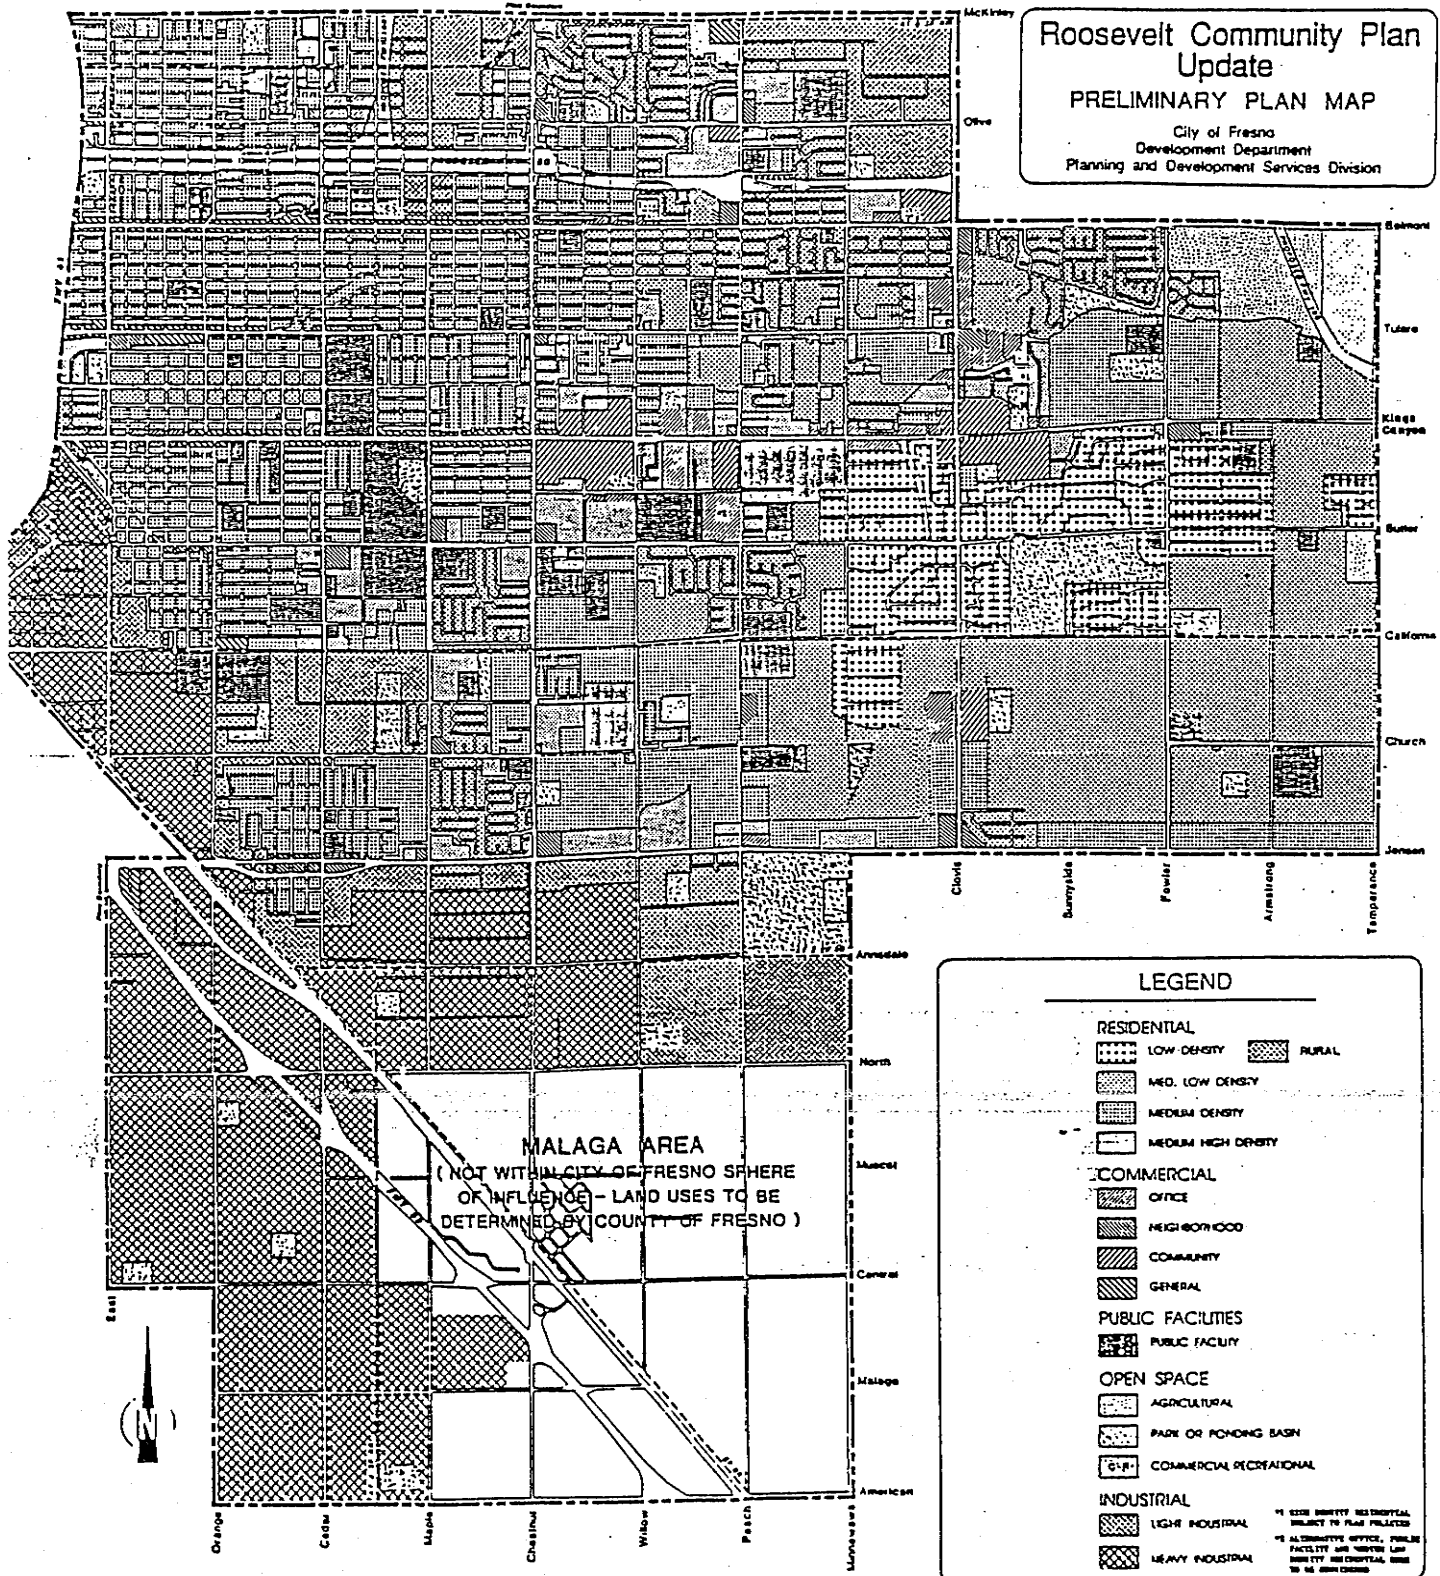 Roosevelt Community Plan
Update
PRELIMINARY PLAN MAP
City of Fresno
Development Department
Planning and Development Services Division
McKinley
Olive
Belmont
Tulare
Kings
Canyon
Butler
California
Church
Jensen
Clovis
Sunnyside
Fowler
Armstrong
Temperance
Annadale
North
Muscat
Central
Malaga
American
East
Orange
Cedar
Maple
Chestnut
Willow
Peach
Minnewawa
MALAGA AREA
( NOT WITHIN CITY OF FRESNO SPHERE
OF INFLUENCE - LAND USES TO BE
DETERMINED BY COUNTY OF FRESNO )
N
LEGEND
RESIDENTIAL
LOW DENSITY
RURAL
MED. LOW DENSITY
MEDIUM DENSITY
MEDIUM HIGH DENSITY
COMMERCIAL
OFFICE
NEIGHBORHOOD
COMMUNITY
GENERAL
PUBLIC FACILITIES
PUBLIC FACILITY
OPEN SPACE
AGRICULTURAL
PARK OR PONDING BASIN
COMMERCIAL RECREATIONAL
INDUSTRIAL
LIGHT INDUSTRIAL
HEAVY INDUSTRIAL